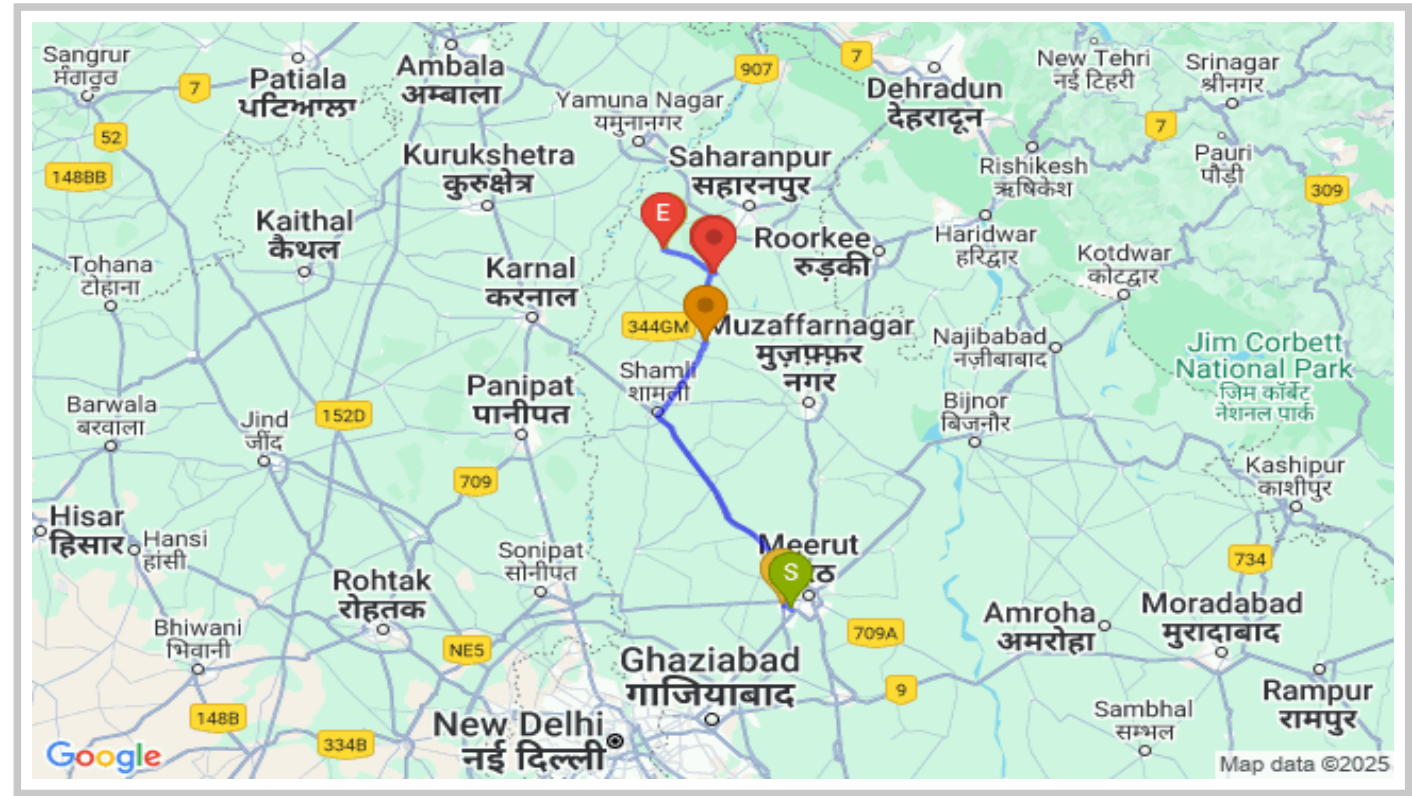 Sangrur
ਸੰਗਰੂਰ
7
Patiala
ਪਟਿਆਲਾ
Ambala
अम्बाला
907
7
Dehradun
देहरादून
New Tehri
नई टिहरी
Srinagar
श्रीनगर
52
148BB
Yamuna Nagar
यमुनानगर
7
Kurukshetra
कुरुक्षेत्र
Saharanpur
सहारनपुर
Rishikesh
ऋषिकेश
Pauri
पौड़ी
309
Kaithal
कैथल
E
Roorkee
रुड़की
Haridwar
हरिद्वार
Kotdwar
कोटद्वार
Tohana
टोहाना
Karnal
करनाल
344GM
Muzaffarnagar
मुज़फ़्फ़र
नगर
Najibabad
नज़ीबाबाद
Jim Corbett
National Park
जिम कॉर्बेट
नेशनल पार्क
Shamli
शामली
Panipat
पानीपत
Barwala
बरवाला
Jind
जींद
152D
Bijnor
बिजनौर
709
Kashipur
काशीपुर
Hisar
हिसार
Hansi
हांसी
Sonipat
सोनीपत
Meerut
S
734
Rohtak
रोहतक
Amroha
अमरोहा
Moradabad
मुरादाबाद
Bhiwani
भिवानी
NE5
709A
Ghaziabad
गाजियाबाद
9
Rampur
रामपुर
148B
334B
New Delhi
नई दिल्ली
Sambhal
सम्भल
Google
Map data ©2025